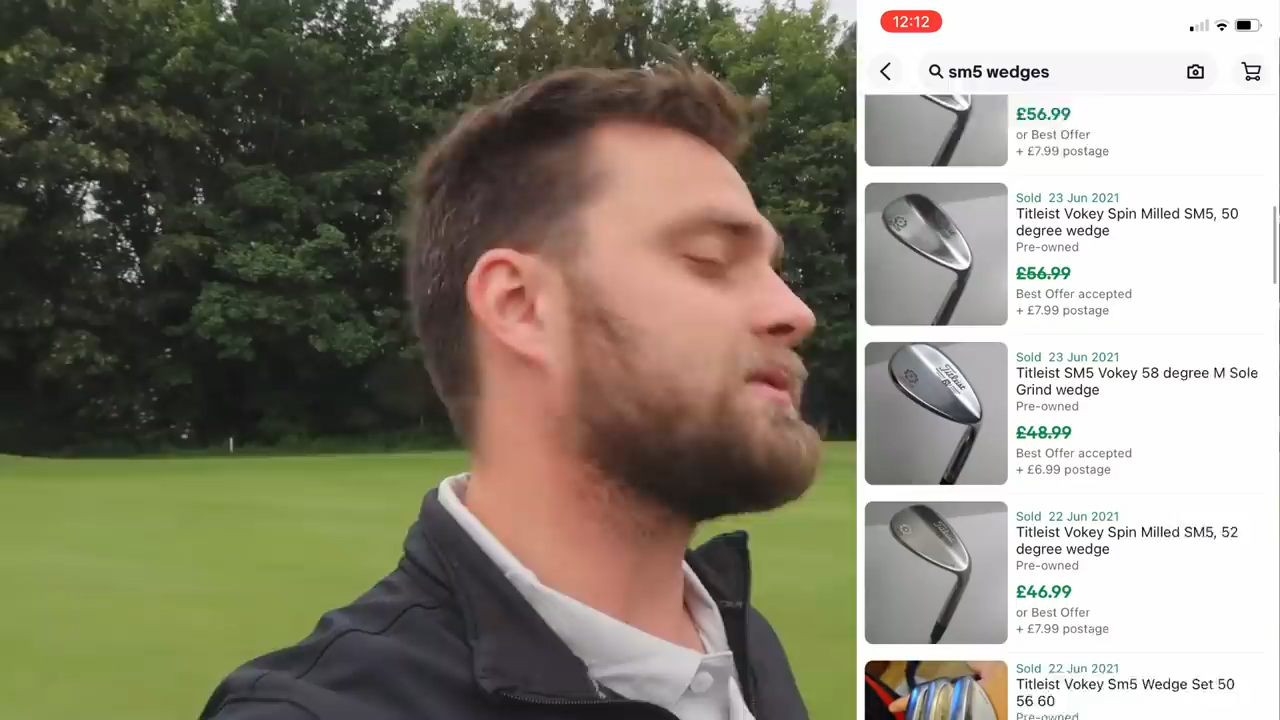 12:12
sm5 wedges
£56.99
or Best Offer
+ £7.99 postage
Sold 23 Jun 2021
Titleist Vokey Spin Milled SM5, 50
degree wedge
Pre-owned
£56.99
Best Offer accepted
+ £7.99 postage
Sold 23 Jun 2021
Titleist SM5 Vokey 58 degree M Sole
Grind wedge
Pre-owned
£48.99
Best Offer accepted
+ £6.99 postage
Titleist
Sold 22 Jun 2021
Titleist Vokey Spin Milled SM5, 52
degree wedge
Pre-owned
£46.99
or Best Offer
+ £7.99 postage
Sold 22 Jun 2021
Titleist Vokey Sm5 Wedge Set 50
56 60
Pre-owned